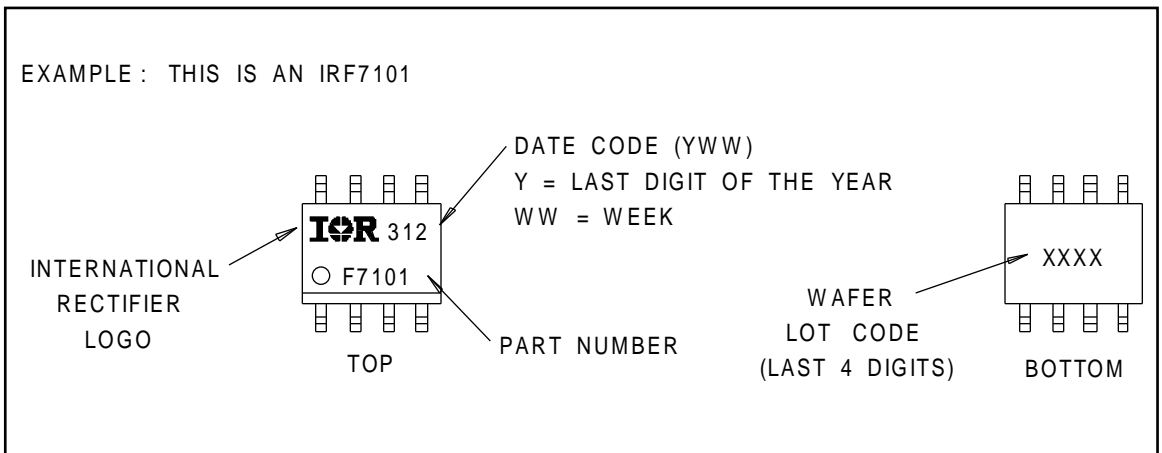 EXAMPLE : THIS IS AN IRF7101
DATE CODE (YWW)
Y = LAST DIGIT OF THE YEAR
WW = WEEK
IOR 312
F7101
INTERNATIONAL
RECTIFIER
LOGO
TOP
PART NUMBER
XXXX
WAFER
LOT CODE
(LAST 4 DIGITS)
BOTTOM